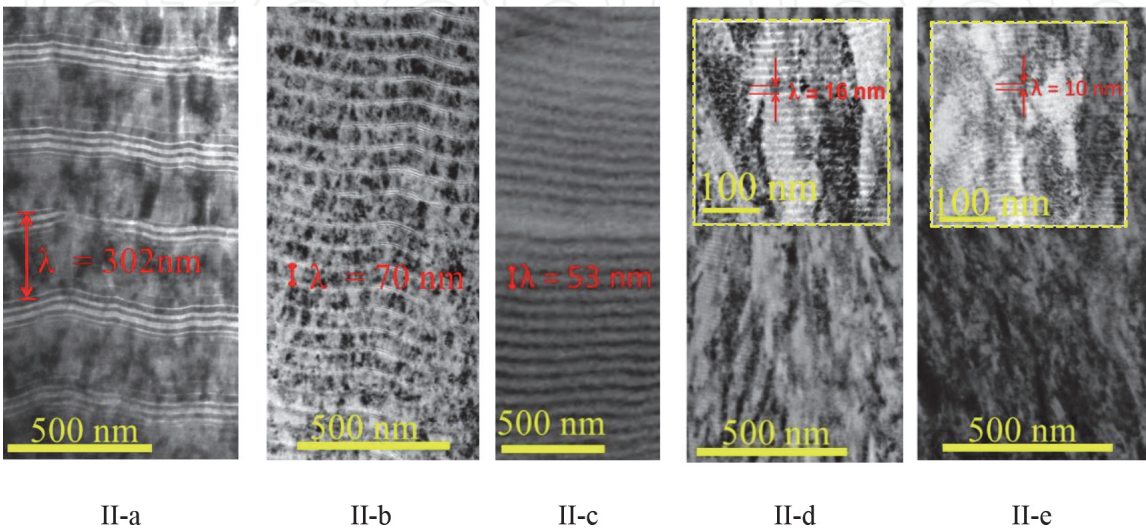 λ = 302nm
500 nm
λ = 70 nm
500 nm
λ = 53 nm
500 nm
λ = 16 nm
100 nm
500 nm
λ = 10 nm
100 nm
500 nm
II-a
II-b
II-c
II-d
II-e